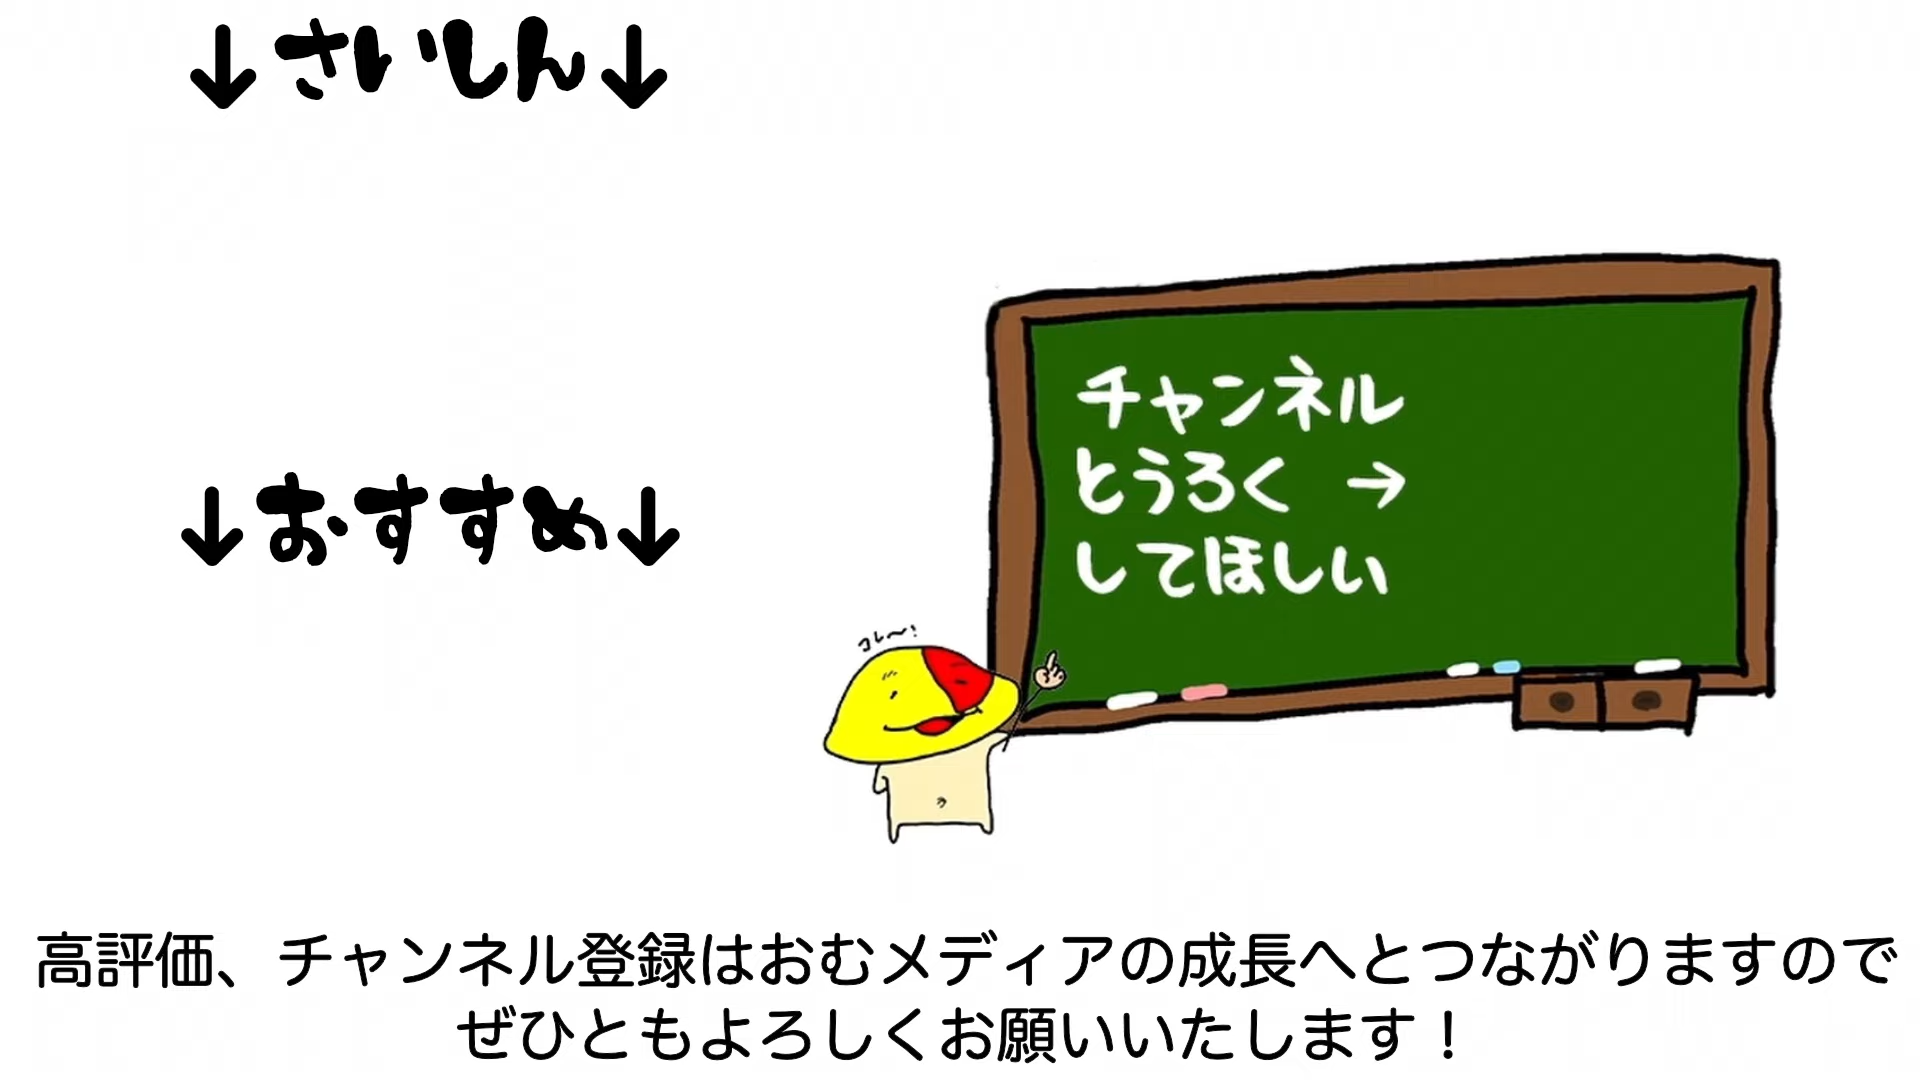 ↓さいしん↓
↓おすすめ↓
チャンネル
とうろく →
してほしい
コレ〜!
高評価、チャンネル登録はおむメディアの成長へとつながりますので
ぜひともよろしくお願いいたします！